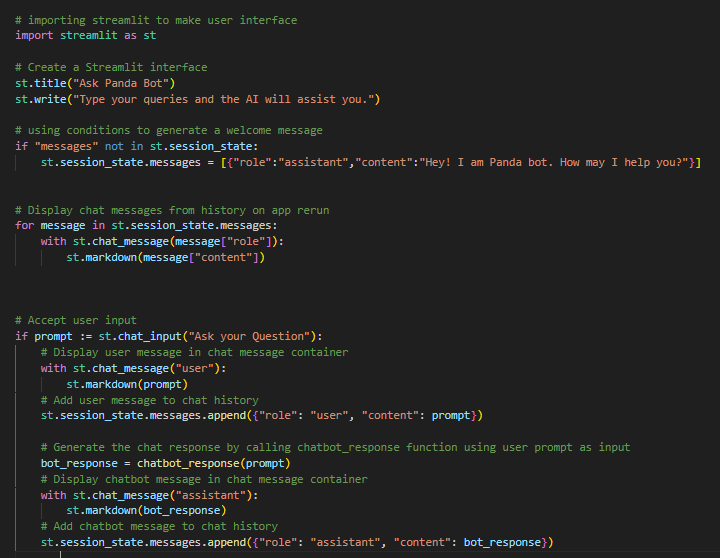 # importing streamlit to make user interface
import streamlit as st
# Create a Streamlit interface
st.title("Ask Panda Bot")
st.write("Type your queries and the AI will assist you.")
# using conditions to generate a welcome message
if "messages" not in st.session_state:
    st.session_state.messages = [{"role":"assistant","content":"Hey! I am Panda bot. How may I help you?"}]
# Display chat messages from history on app rerun
for message in st.session_state.messages:
    with st.chat_message(message["role"]):
        st.markdown(message["content"])
# Accept user input
if prompt := st.chat_input("Ask your Question"):
    # Display user message in chat message container
    with st.chat_message("user"):
        st.markdown(prompt)
    # Add user message to chat history
    st.session_state.messages.append({"role": "user", "content": prompt})
    # Generate the chat response by calling chatbot_response function using user prompt as input
    bot_response = chatbot_response(prompt)
    # Display chatbot message in chat message container
    with st.chat_message("assistant"):
        st.markdown(bot_response)
    # Add chatbot message to chat history
    st.session_state.messages.append({"role": "assistant", "content": bot_response})